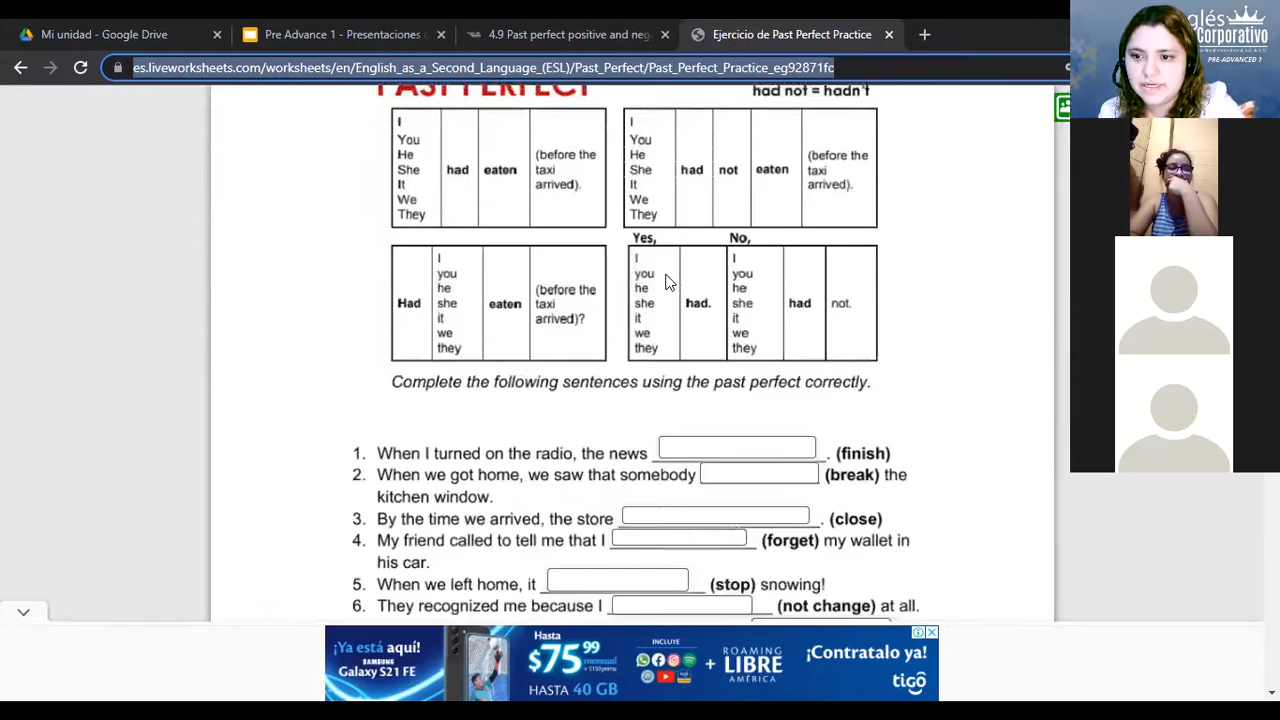 Mi unidad - Google Drive
Pre Advance 1 - Presentaciones
4.9 Past perfect positive and neg
Ejercicio de Past Perfect Practice
es.liveworksheets.com/worksheets/en/English_as_a_Second_Language_(ESL)/Past_Perfect/Past_Perfect_Practice_eg92871fc
glés
Corporativo
PRE-ADVANCED 1
PAST PERFECT
had not = hadn't
I
You
He
She
It
We
They
had
eaten
(before the
taxi
arrived).
I
You
He
She
It
We
They
had
not
eaten
(before the
taxi
arrived).
Had
I
you
he
she
it
we
they
eaten
(before the
taxi
arrived)?
Yes,
I
you
he
she
it
we
they
had.
No,
I
you
he
she
it
we
they
had
not.
Complete the following sentences using the past perfect correctly.
1. When I turned on the radio, the news . (finish)
2. When we got home, we saw that somebody (break) the
kitchen window.
3. By the time we arrived, the store . (close)
4. My friend called to tell me that I (forget) my wallet in
his car.
5. When we left home, it (stop) snowing!
6. They recognized me because I (not change) at all.
¡Ya está aquí!
SAMSUNG
Galaxy S21 FE
Hasta
$75.99
mensual
HASTA 40 GB
INCLUYE
+
ROAMING
LIBRE
AMÉRICA
¡Contratalo ya!
tigo